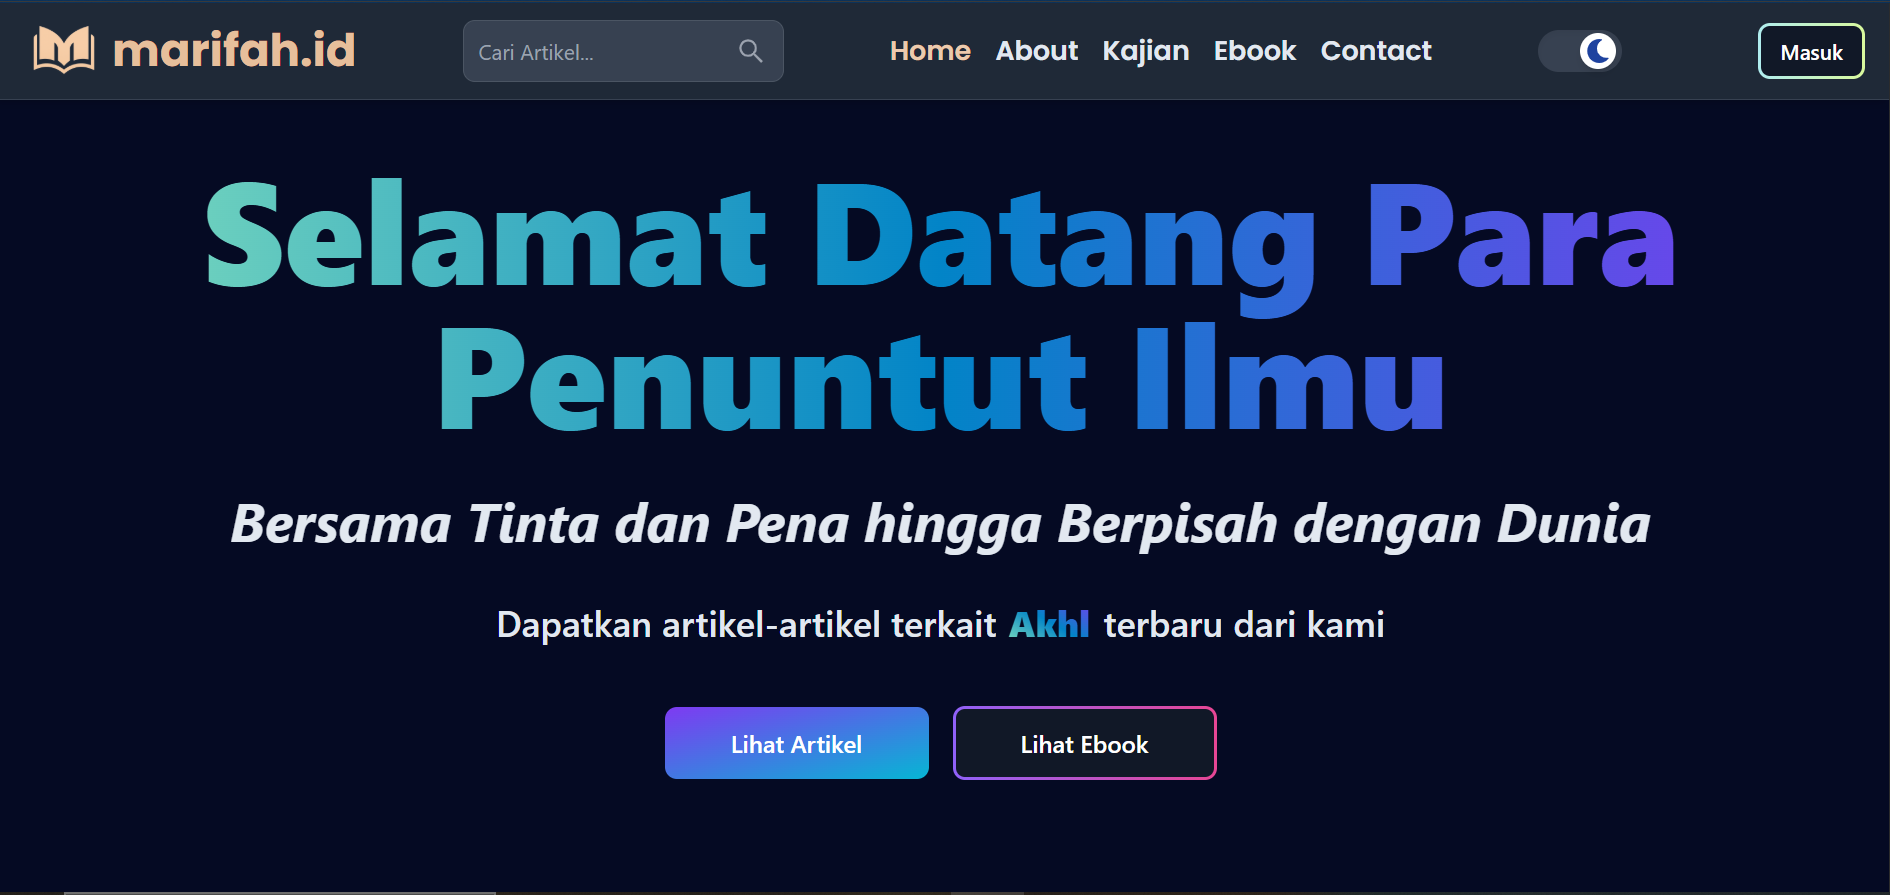 marifah.id
Cari Artikel...
Home About Kajian Ebook Contact
Masuk
Selamat Datang Para
Penuntut Ilmu
Bersama Tinta dan Pena hingga Berpisah dengan Dunia
Dapatkan artikel-artikel terkait Akhl terbaru dari kami
Lihat Artikel
Lihat Ebook